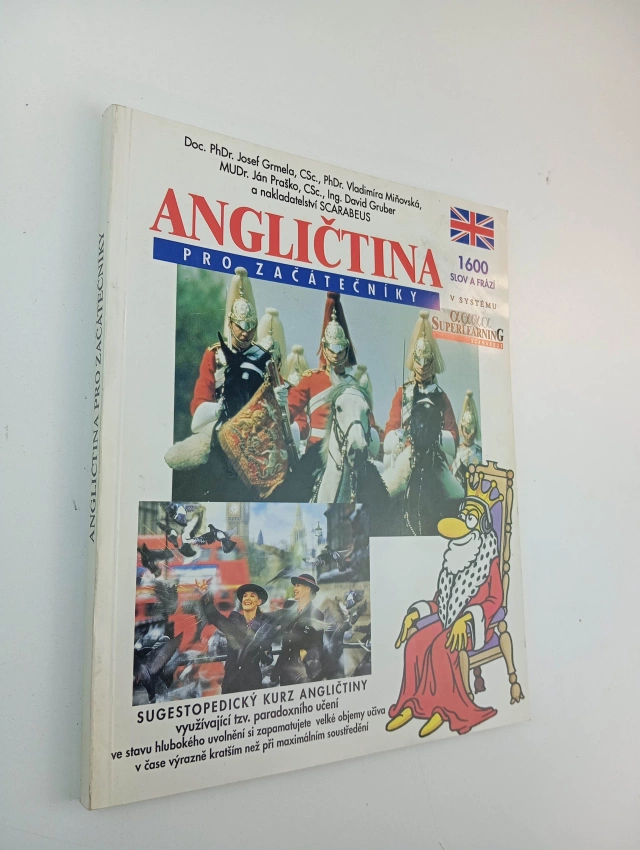 Doc. PhDr. Josef Grmela, CSc., PhDr. Vladimíra Miňovská,
MUDr. Ján Praško, CSc., Ing. David Gruber
a nakladatelství SCARABEUS
ANGLIČTINA
PRO ZAČÁTEČNÍKY
1600
SLOV A FRÁZÍ
V SYSTÉMU
SUPERLEARNING
SUGESTOPEDICKÝ KURZ ANGLIČTINY
využívající tzv. paradoxního učení
ve stavu hlubokého uvolnění si zapamatujete velké objemy učiva
v čase výrazně kratším než při maximálním soustředění
ANGLIČTINA PRO ZAČÁTEČNÍKY